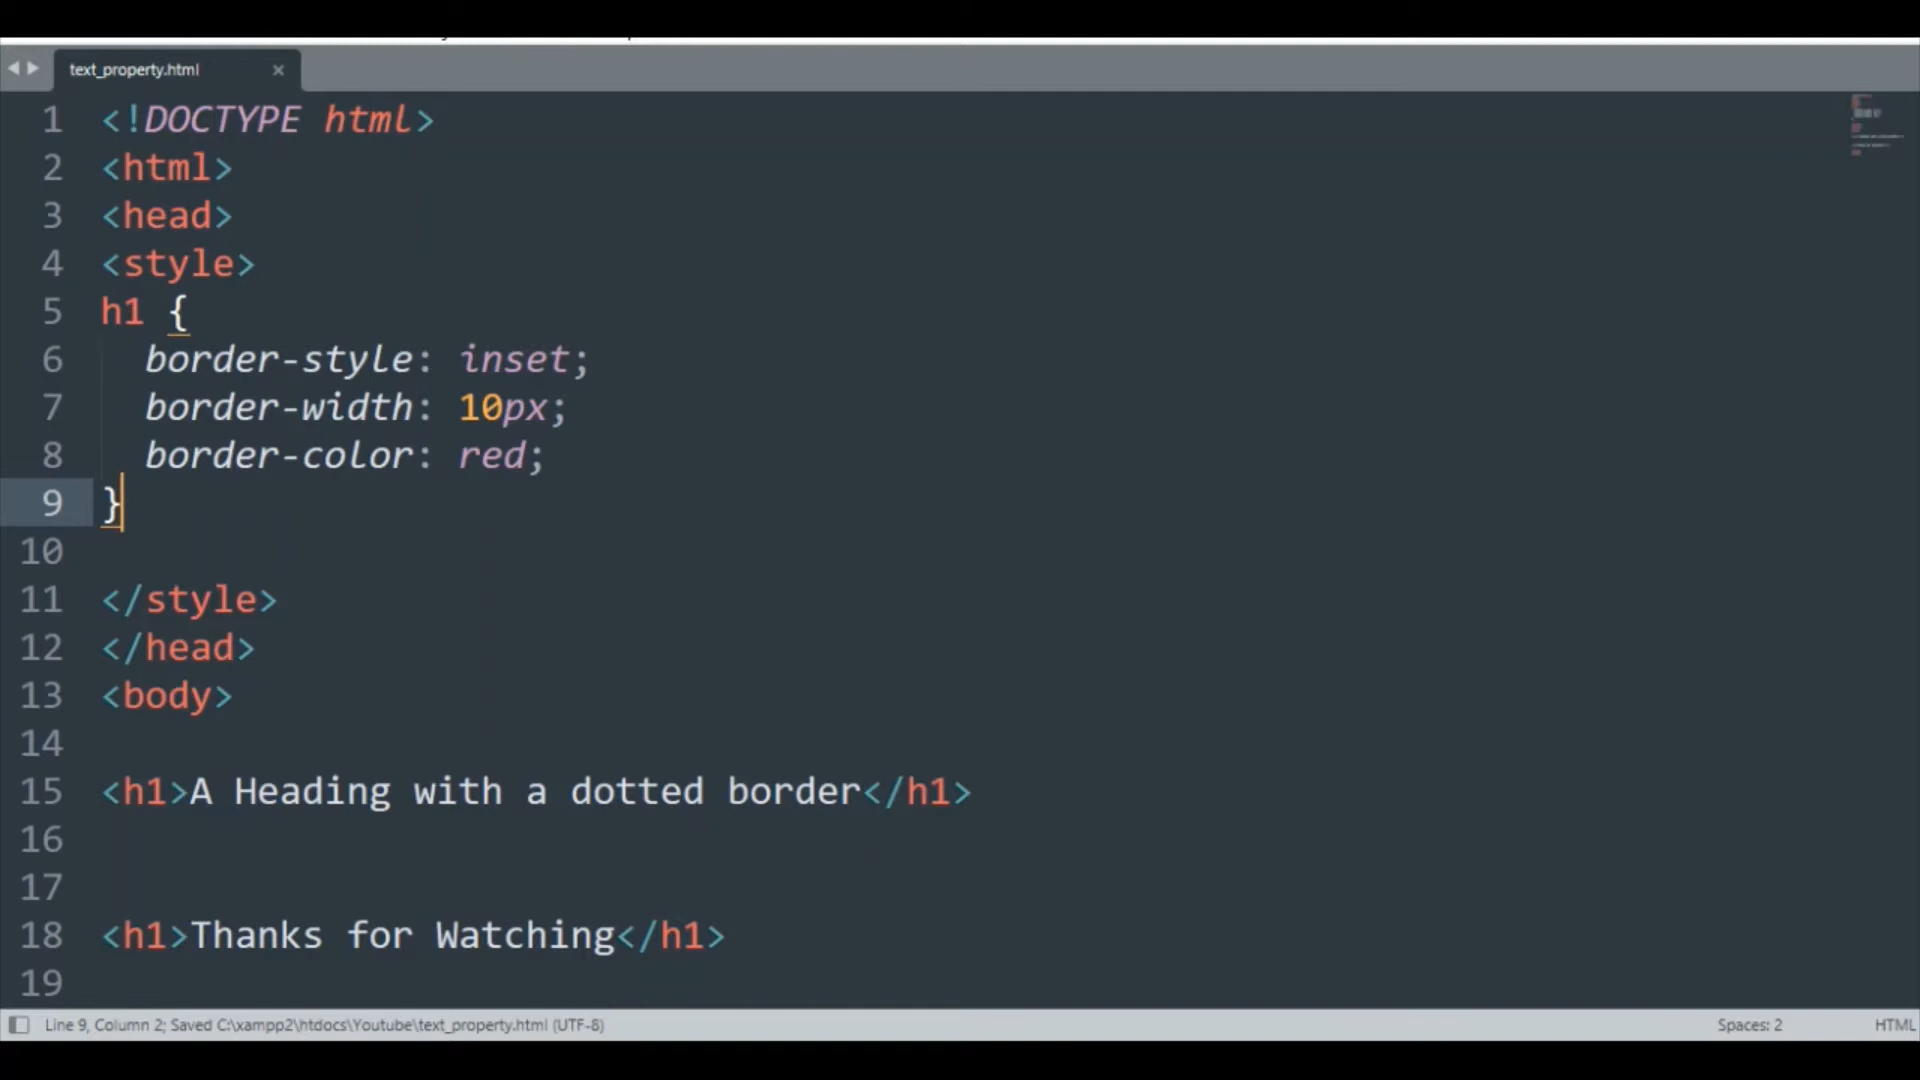 text_property.html ×
1 <!DOCTYPE html>
2 <html>
3 <head>
4 <style>
5 h1 {
6 border-style: inset;
7 border-width: 10px;
8 border-color: red;
9 }
10
11 </style>
12 </head>
13 <body>
14
15 <h1>A Heading with a dotted border</h1>
16
17
18 <h1>Thanks for Watching</h1>
19
Line 9, Column 2; Saved C:\xampp2\htdocs\Youtube\text_property.html (UTF-8) Spaces: 2 HTML